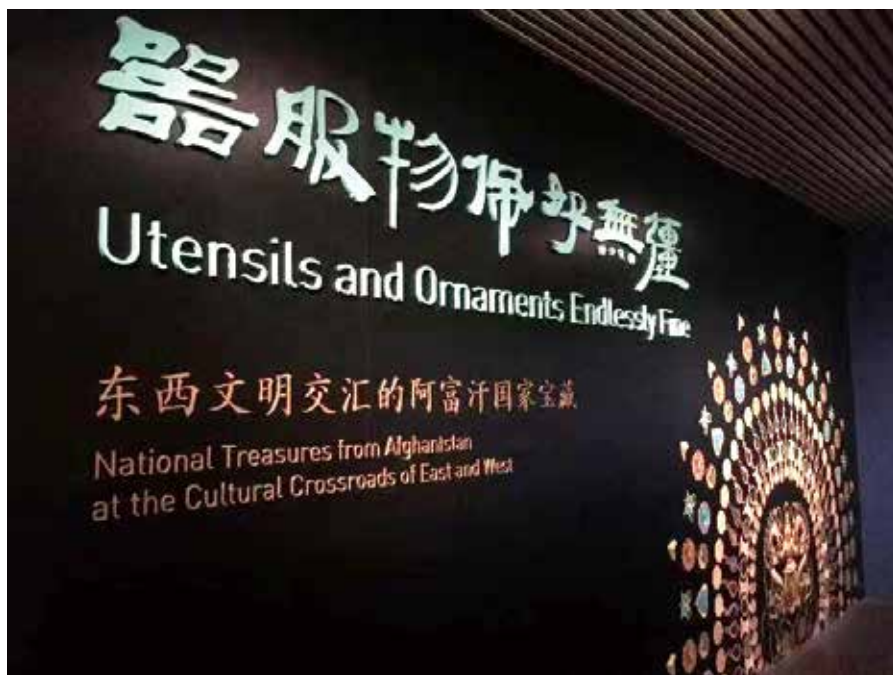 器服物佩好無疆
Utensils and Ornaments Endlessly Fine
东西文明交汇的阿富汗国家宝藏
National Treasures from Afghanistan
at the Cultural Crossroads of East and West